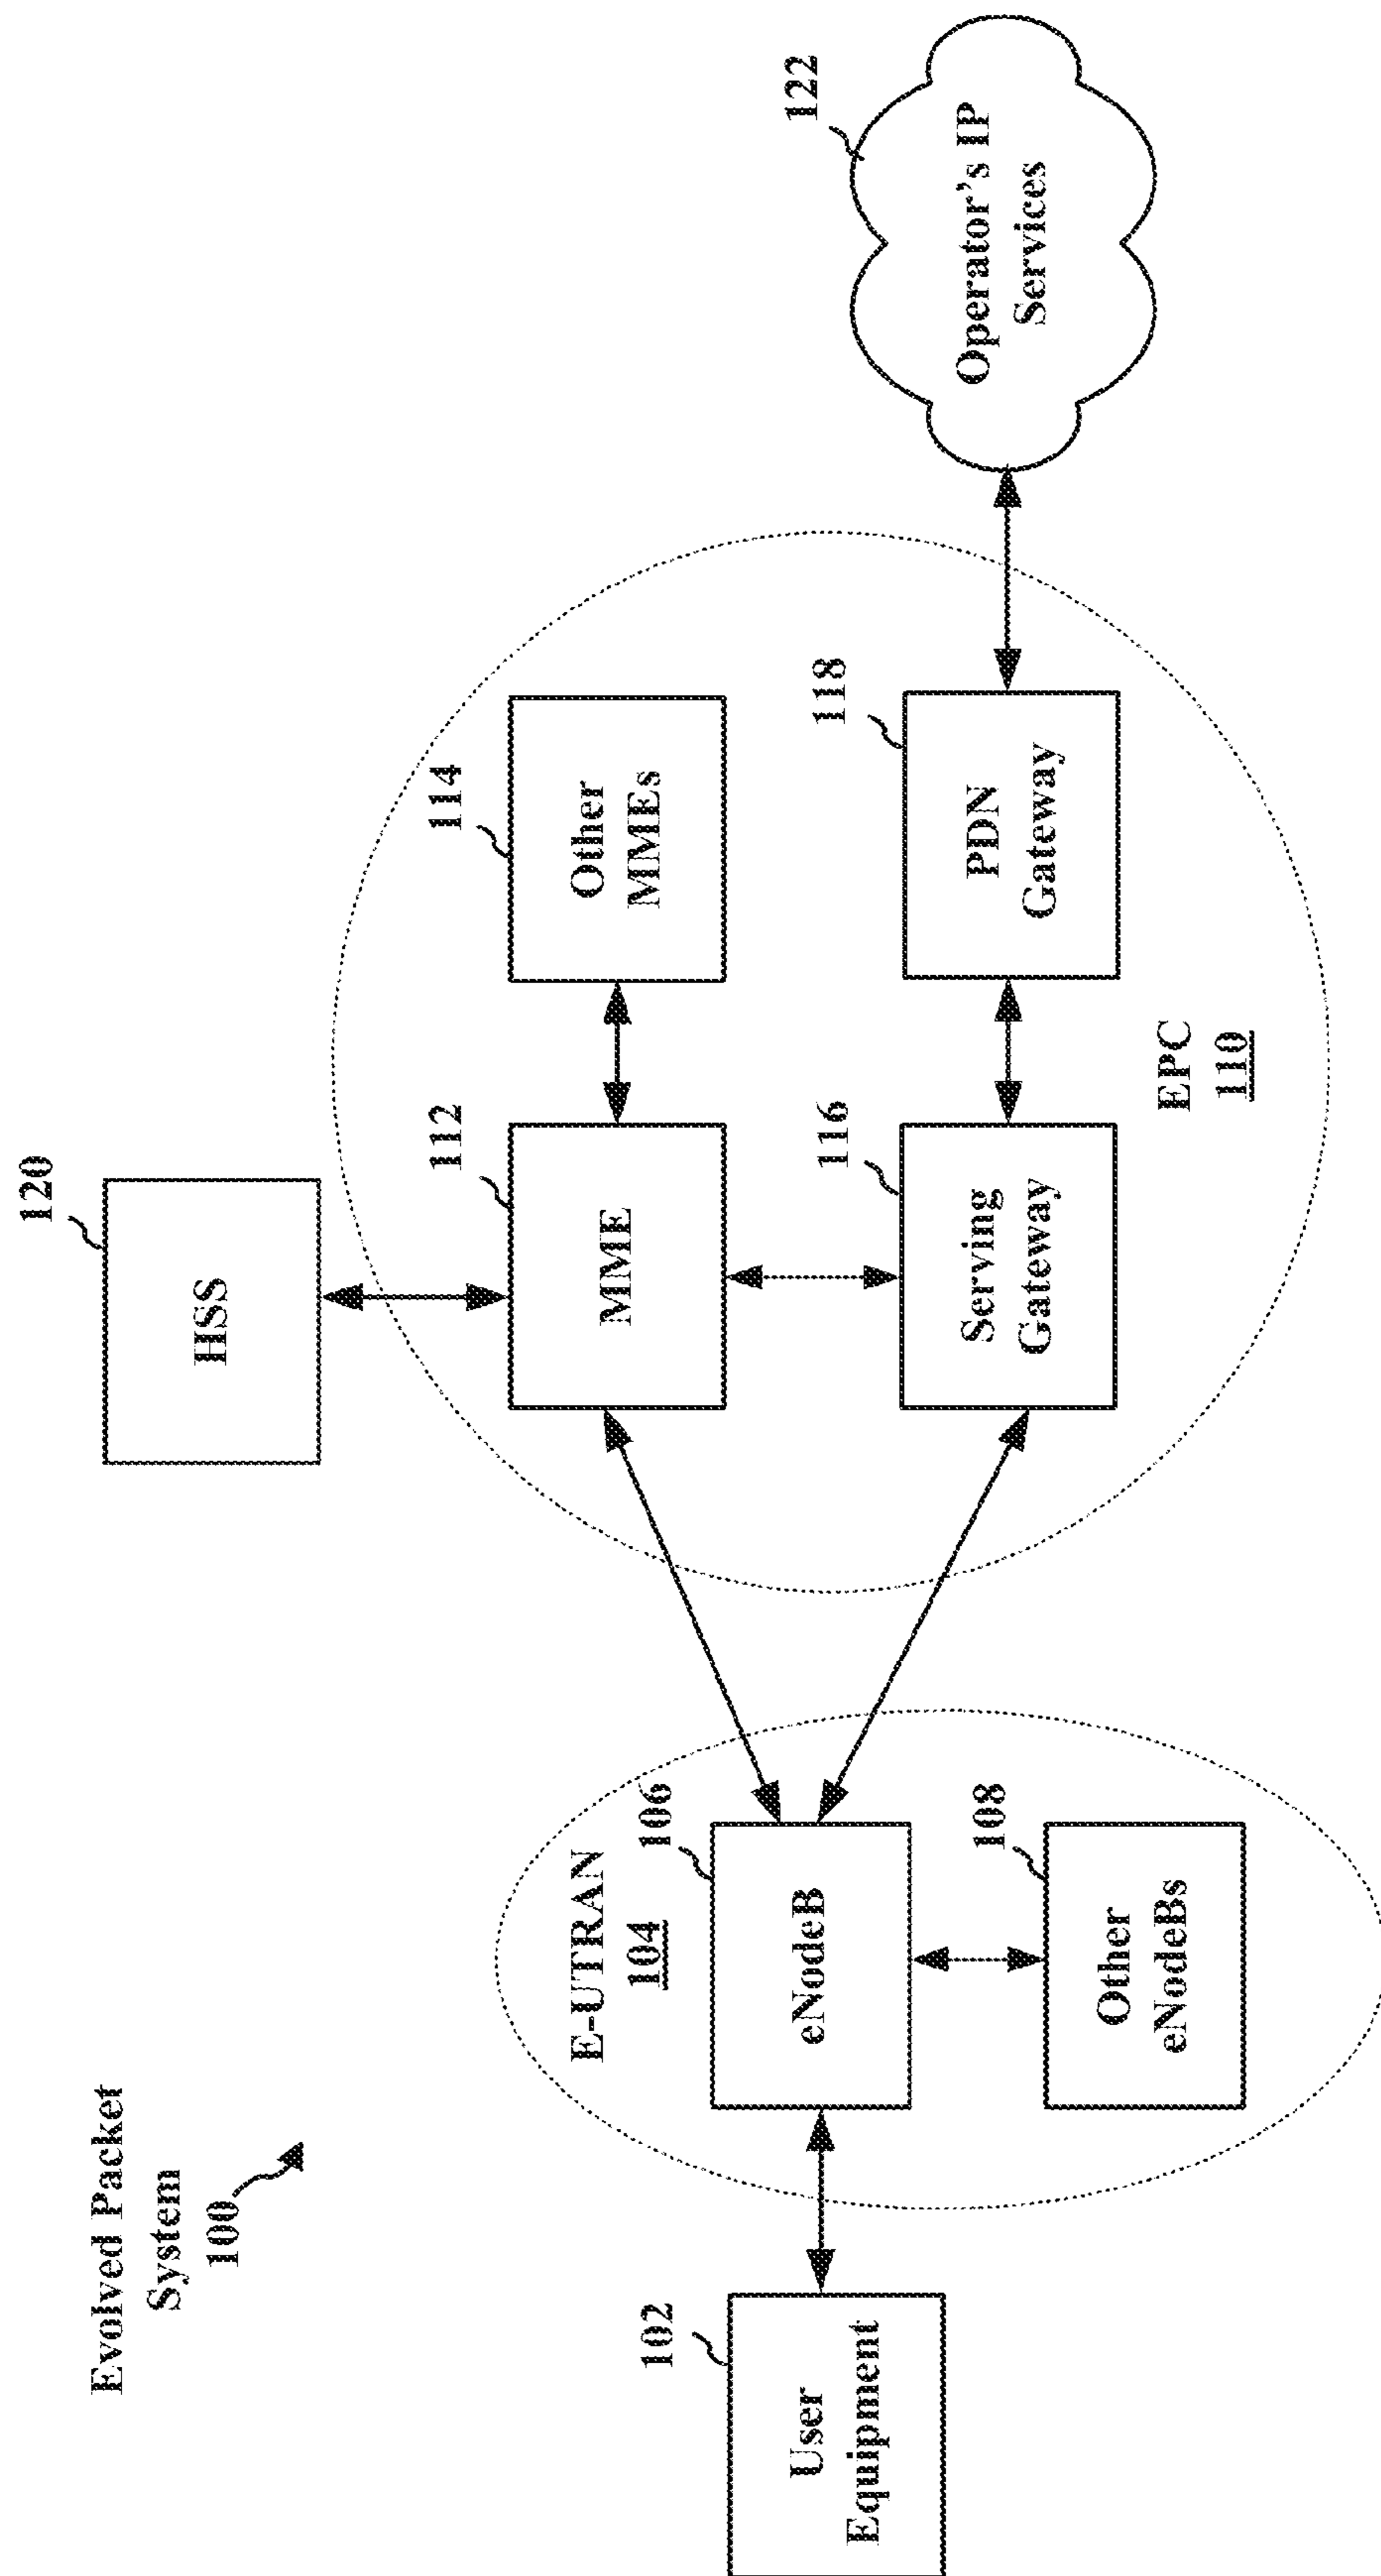 Evolved Packet
System
100
120
HSS
E-UTRAN
104
106
eNodeB
108
Other
eNodeBs
102
User
Equipment
112
MME
114
Other
MMEs
116
Serving
Gateway
118
PDN
Gateway
EPC
110
122
Operator's IP
Services